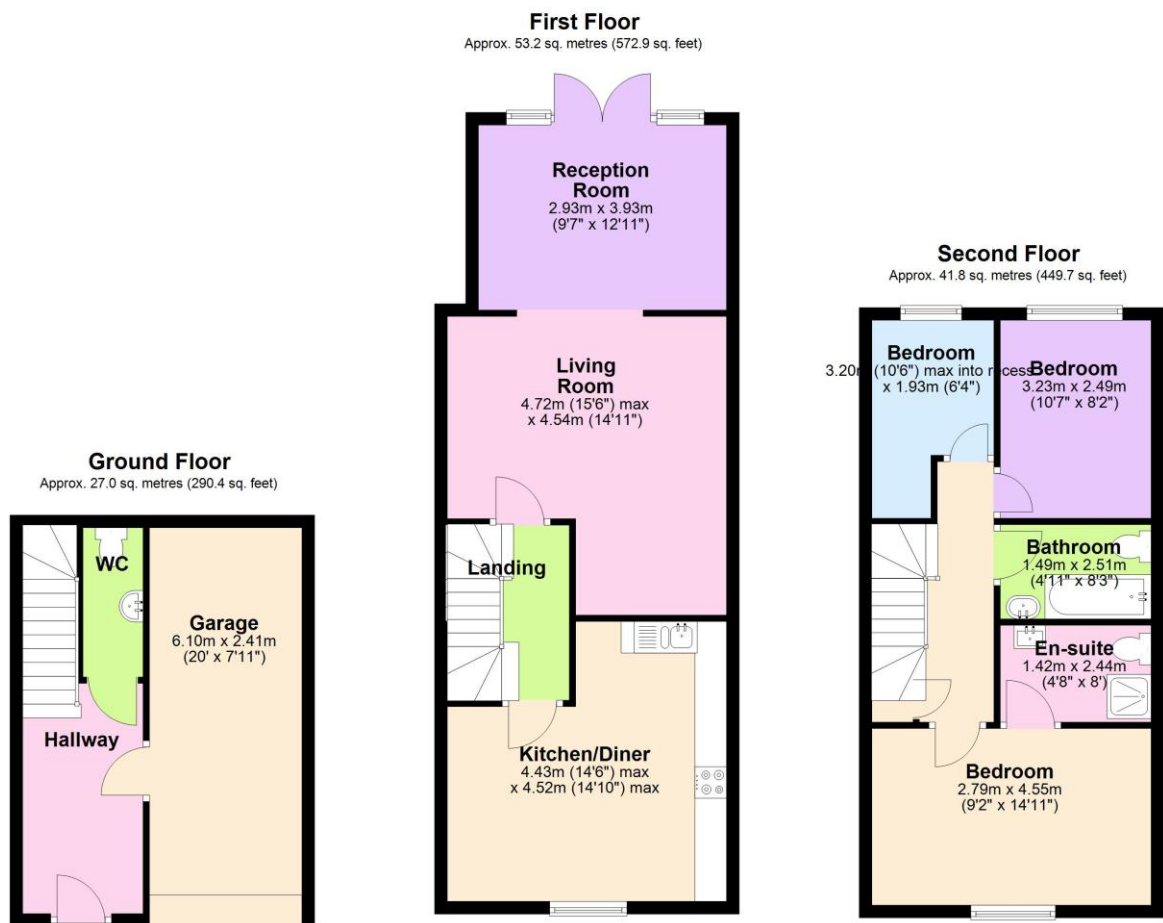 First Floor
Approx. 53.2 sq. metres (572.9 sq. feet)
Reception
Room
2.93m x 3.93m
(9'7" x 12'11")
Living
Room
4.72m (15'6") max
x 4.54m (14'11")
Landing
Kitchen/Diner
4.43m (14'6") max
x 4.52m (14'10") max
Ground Floor
Approx. 27.0 sq. metres (290.4 sq. feet)
WC
Garage
6.10m x 2.41m
(20' x 7'11")
Hallway
Second Floor
Approx. 41.8 sq. metres (449.7 sq. feet)
Bedroom
3.20m (10'6") max into recess
x 1.93m (6'4")
Bedroom
3.23m x 2.49m
(10'7" x 8'2")
Bathroom
1.49m x 2.51m
(4'11" x 8'3")
En-suite
1.42m x 2.44m
(4'8" x 8')
Bedroom
2.79m x 4.55m
(9'2" x 14'11")